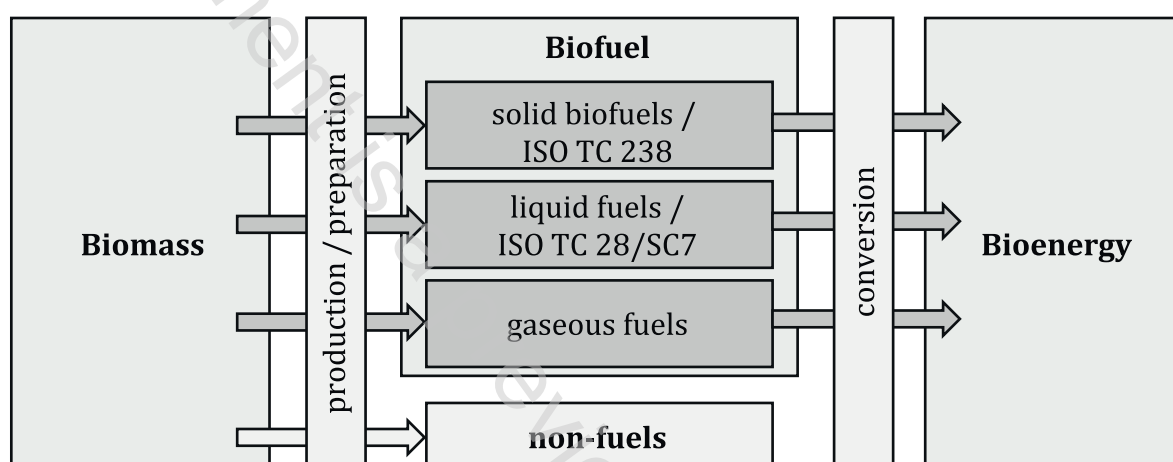 Biomass
production / preparation
Biofuel
solid biofuels /
ISO TC 238
liquid fuels /
ISO TC 28/SC7
gaseous fuels
non-fuels
conversion
Bioenergy